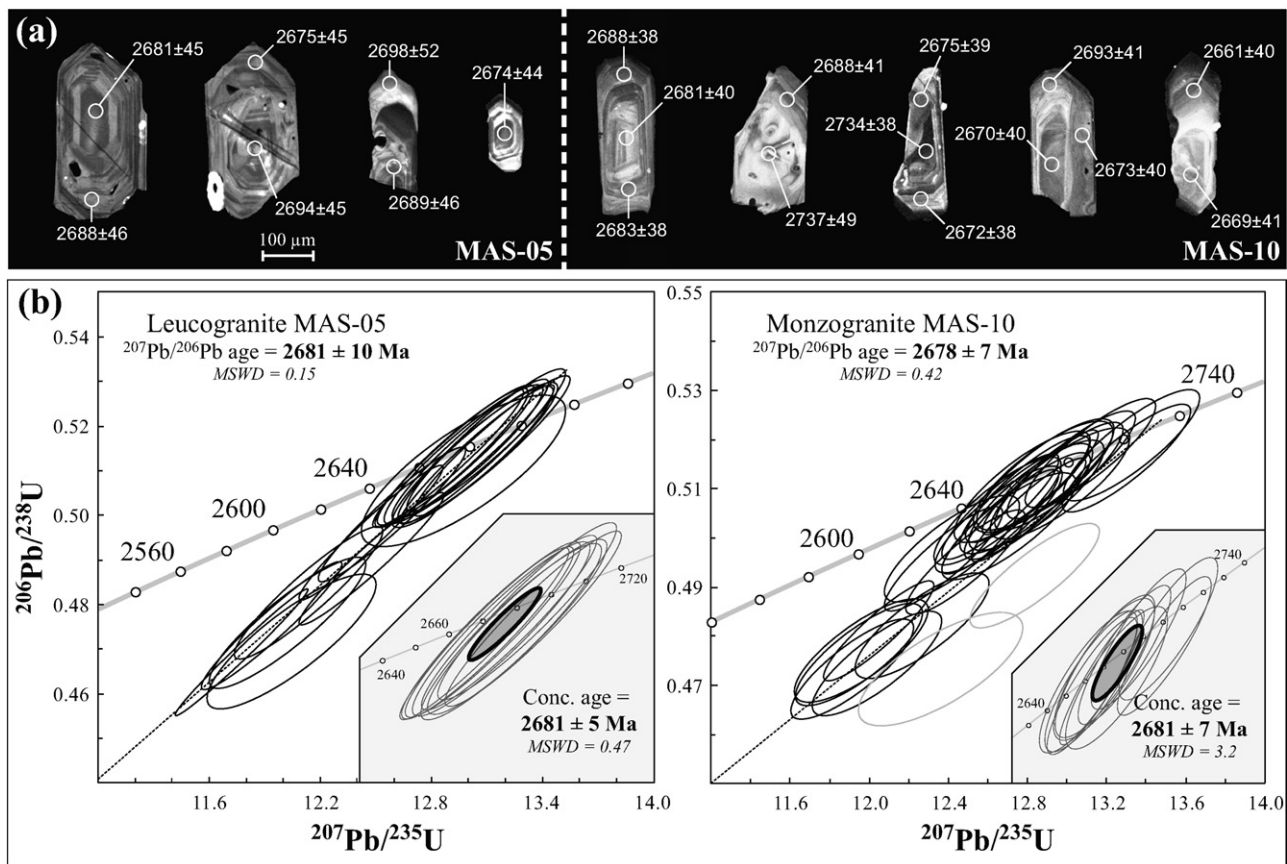 (a)
2681±45
2675±45
2698±52
2674±44
2688±46
2694±45
2689±46
100 µm
MAS-05
2688±38
2681±40
2683±38
2688±41
2737±49
2675±39
2734±38
2672±38
2693±41
2670±40
2673±40
2661±40
2669±41
MAS-10
(b)
Leucogranite MAS-05
²⁰⁷Pb/²⁰⁶Pb age = 2681 ± 10 Ma
MSWD = 0.15
0.54
0.52
0.50
0.48
0.46
²⁰⁶Pb/²³⁸U
2560
2600
2640
2640
2660
2720
Conc. age =
2681 ± 5 Ma
MSWD = 0.47
11.6
12.2
12.8
13.4
14.0
²⁰⁷Pb/²³⁵U
Monzogranite MAS-10
²⁰⁷Pb/²⁰⁶Pb age = 2678 ± 7 Ma
MSWD = 0.42
0.55
0.53
0.51
0.49
0.47
2600
2640
2740
2640
2740
Conc. age =
2681 ± 7 Ma
MSWD = 3.2
11.6
12.0
12.4
12.8
13.2
13.6
14.0
²⁰⁷Pb/²³⁵U